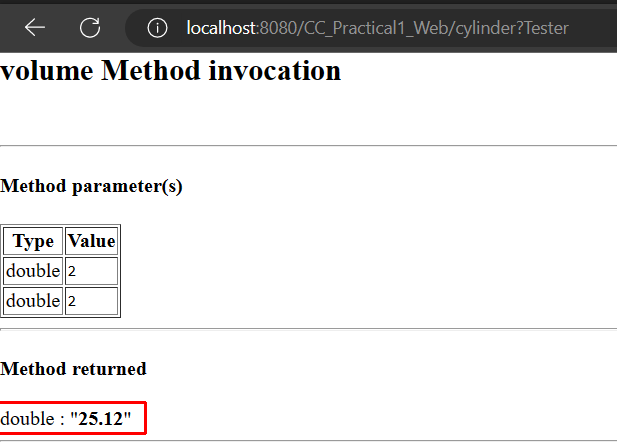 localhost:8080/CC_Practical1_Web/cylinder?Tester
volume Method invocation
Method parameter(s)
Type Value
double 2
double 2
Method returned
double : "25.12"